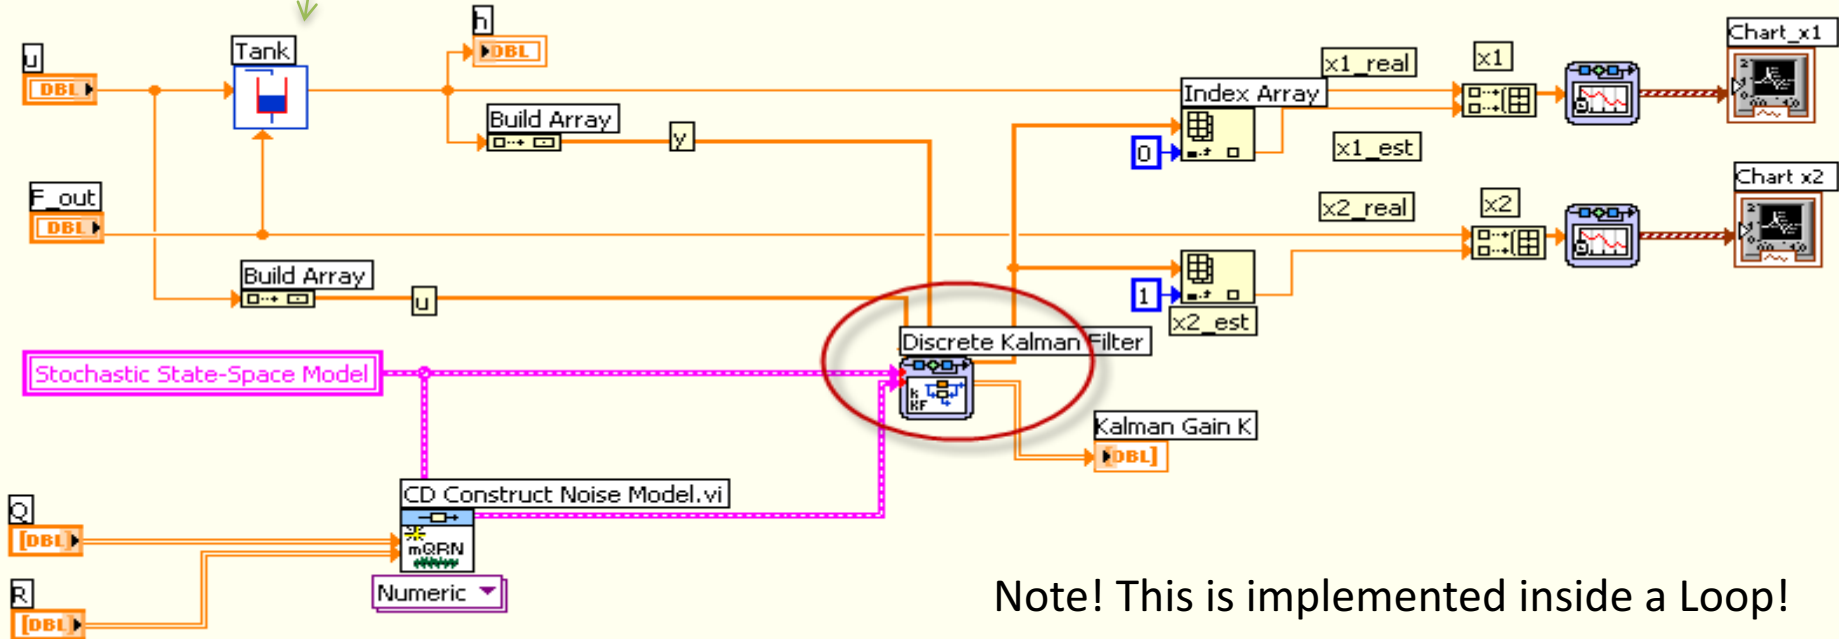 h
u
DBL
Tank
DBL
Build Array
y
Index Array
0
x1_real
x1_est
x1
Chart_x1
F_out
DBL
Build Array
u
1
x2_est
x2_real
x2
Chart x2
Discrete Kalman Filter
K
KF
Stochastic State-Space Model
Kalman Gain K
[DBL]
CD Construct Noise Model.vi
mQRN
Numeric
Q
[DBL]
R
[DBL]
Note! This is implemented inside a Loop!